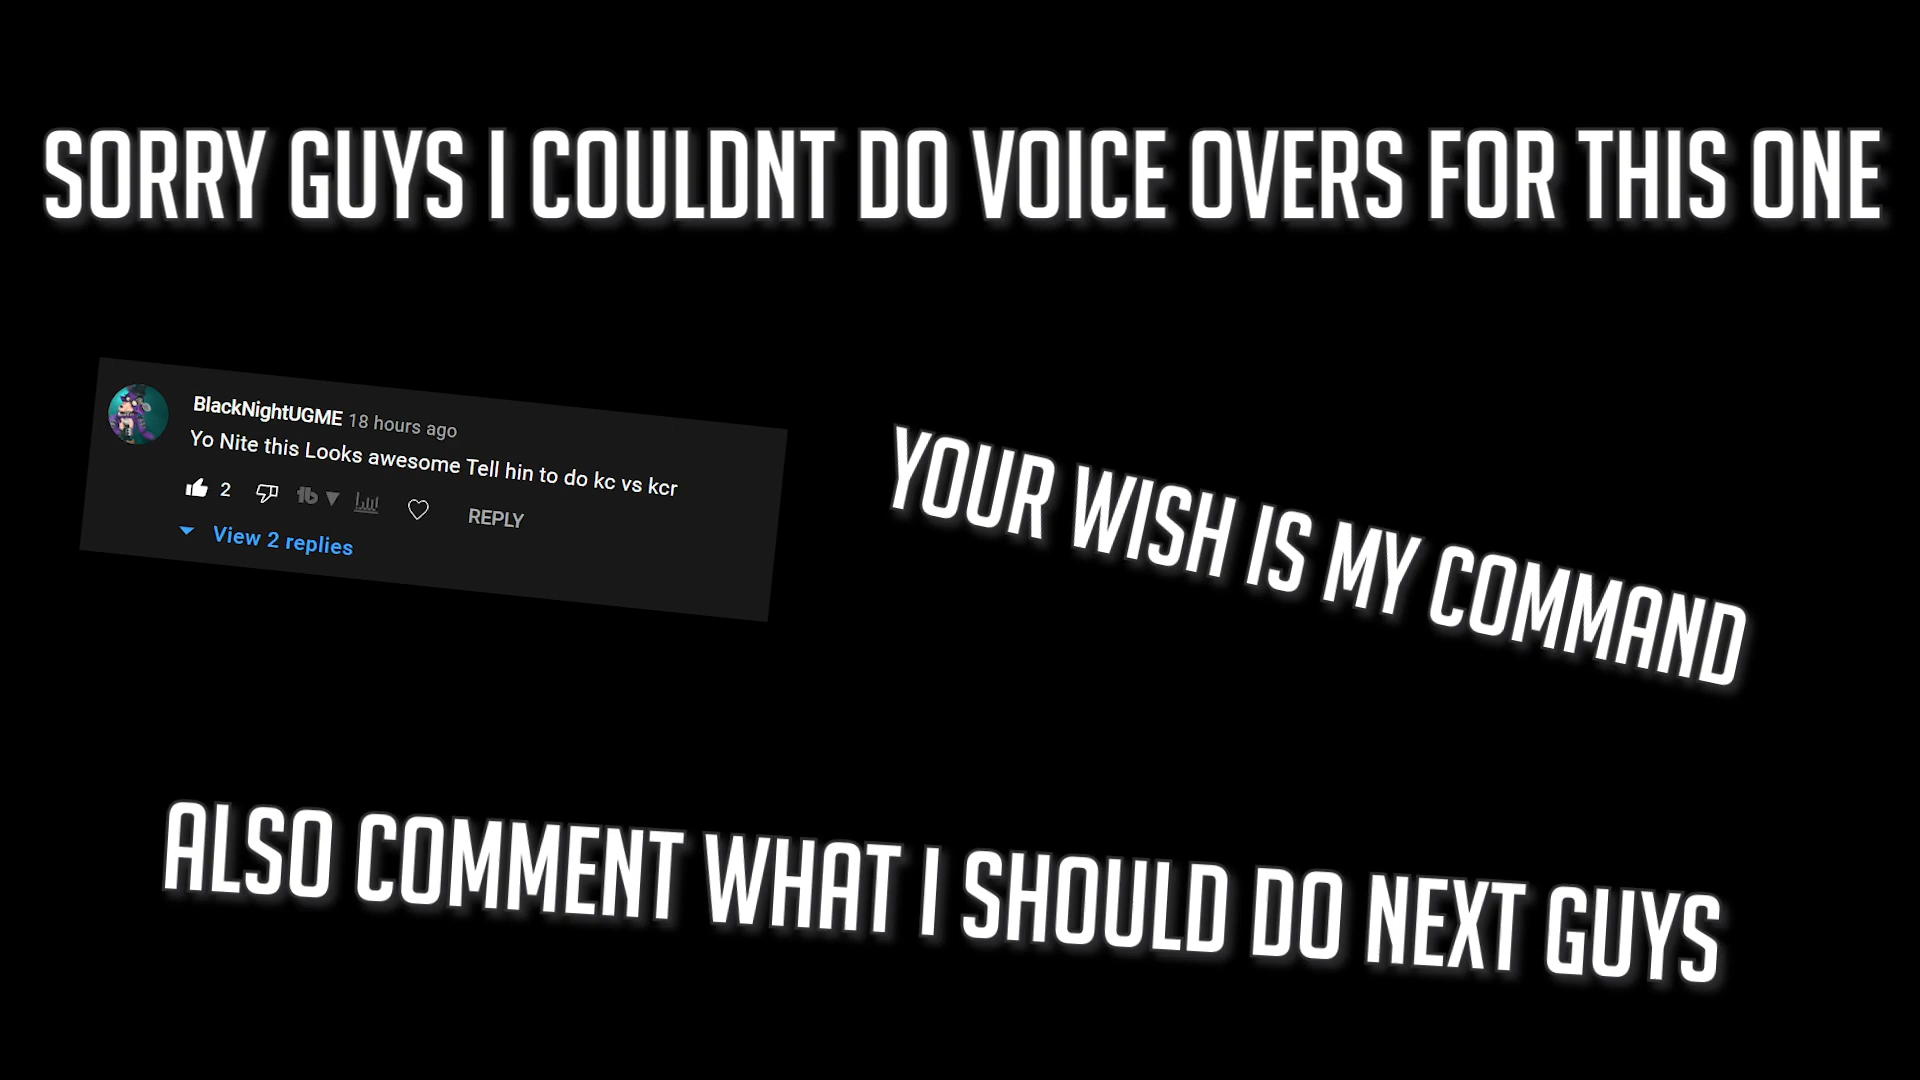 SORRY GUYS I COULDNT DO VOICE OVERS FOR THIS ONE
BlackNightUGME 18 hours ago
Yo Nite this Looks awesome Tell hin to do kc vs kcr
2 REPLY
View 2 replies
YOUR WISH IS MY COMMAND
ALSO COMMENT WHAT I SHOULD DO NEXT GUYS